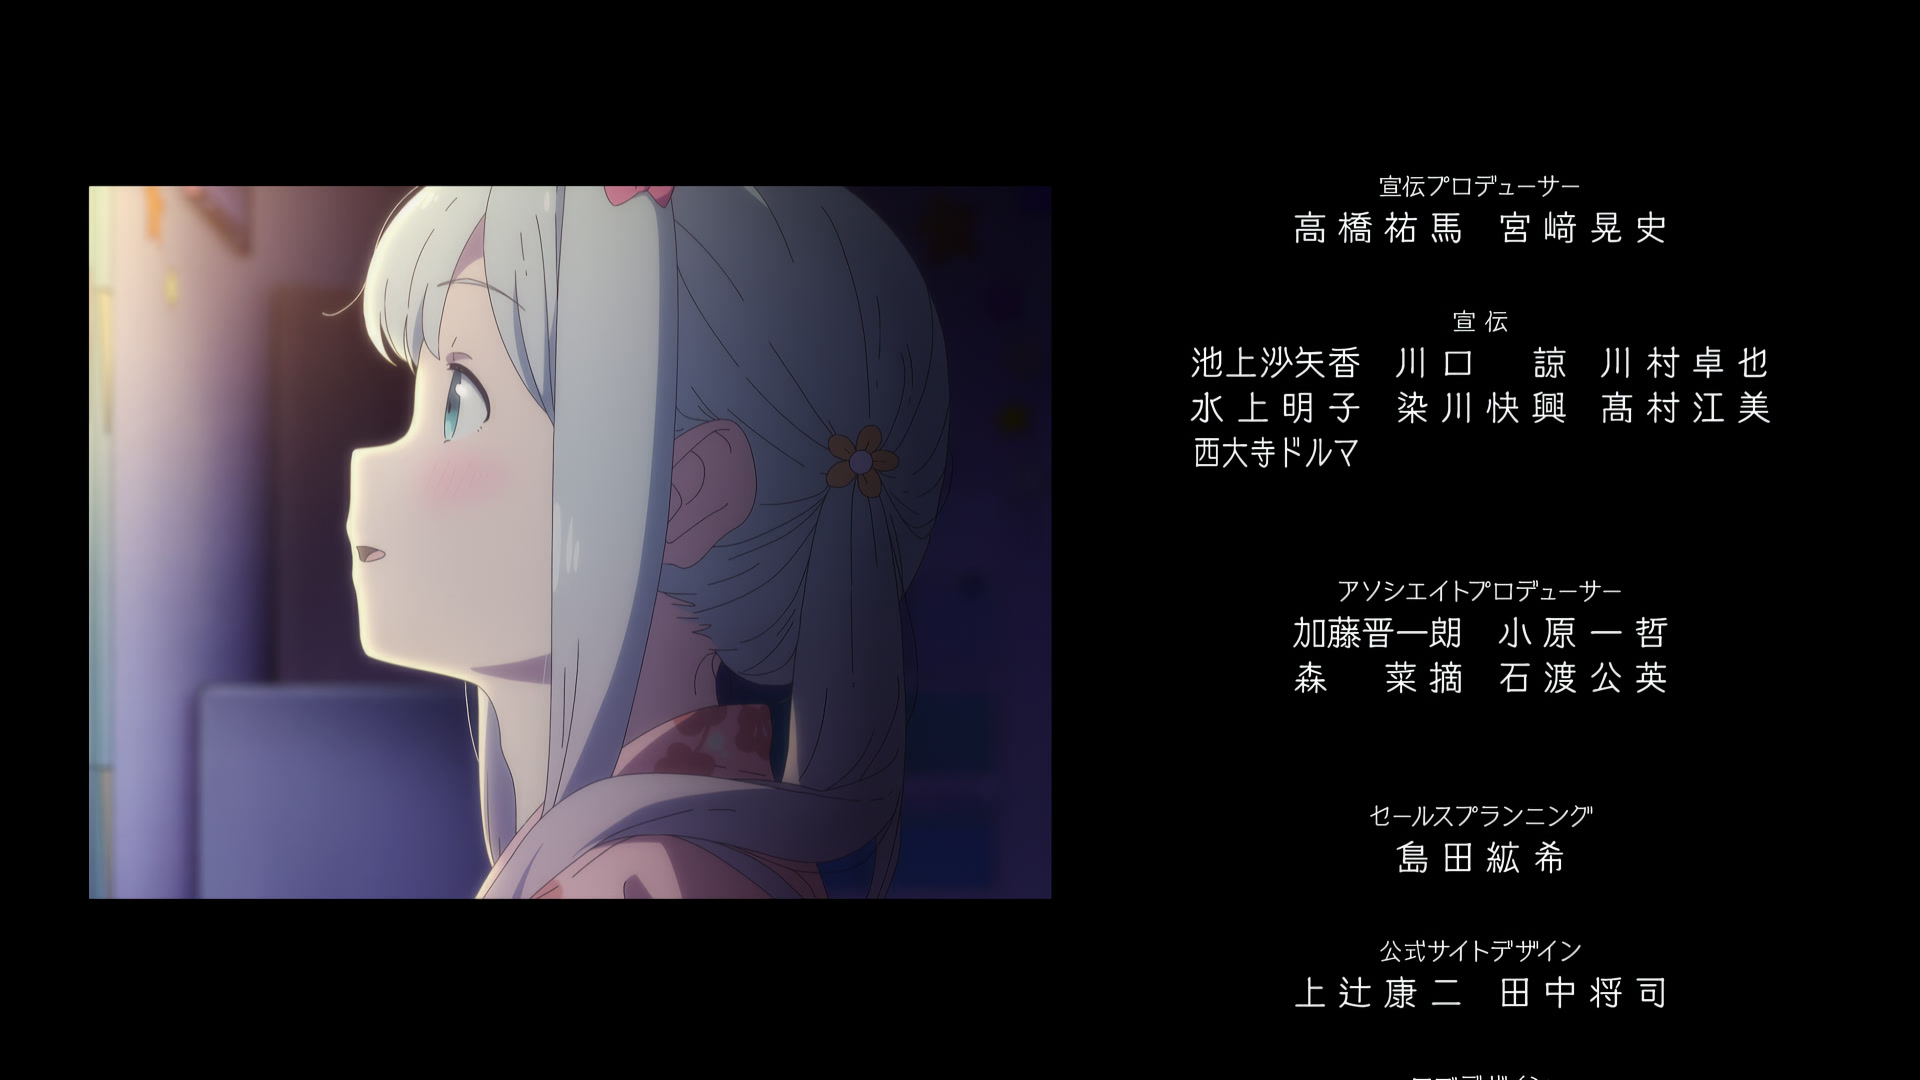 宣伝プロデューサー
高橋祐馬　宮﨑晃史
宣伝
池上沙矢香　川口　諒　川村卓也
水上明子　染川快興　髙村江美
西大寺ドルマ
アソシエイトプロデューサー
加藤晋一朗　小原一哲
森　菜摘　石渡公英
セールスプランニング
島田紘希
公式サイトデザイン
上辻康二　田中将司